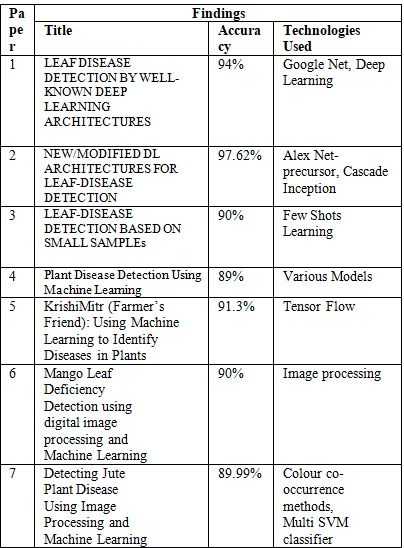 Pa
pe
r
Findings
Title
Accura
cy
Technologies
Used
1
LEAF DISEASE
DETECTION BY WELL-
KNOWN DEEP
LEARNING
ARCHITECTURES
94%
Google Net, Deep
Learning
2
NEW/MODIFIED DL
ARCHITECTURES FOR
LEAF-DISEASE
DETECTION
97.62%
Alex Net-
precursor, Cascade
Inception
3
LEAF-DISEASE
DETECTION BASED ON
SMALL SAMPLEs
90%
Few Shots
Learning
4
Plant Disease Detection Using
Machine Learning
89%
Various Models
5
KrishiMitr (Farmer's
Friend): Using Machine
Learning to Identify
Diseases in Plants
91.3%
Tensor Flow
6
Mango Leaf
Deficiency
Detection using
digital image
processing and
Machine Learning
90%
Image processing
7
Detecting Jute
Plant Disease
Using Image
Processing and
Machine Learning
89.99%
Colour co-
occurrence
methods,
Multi SVM
classifier